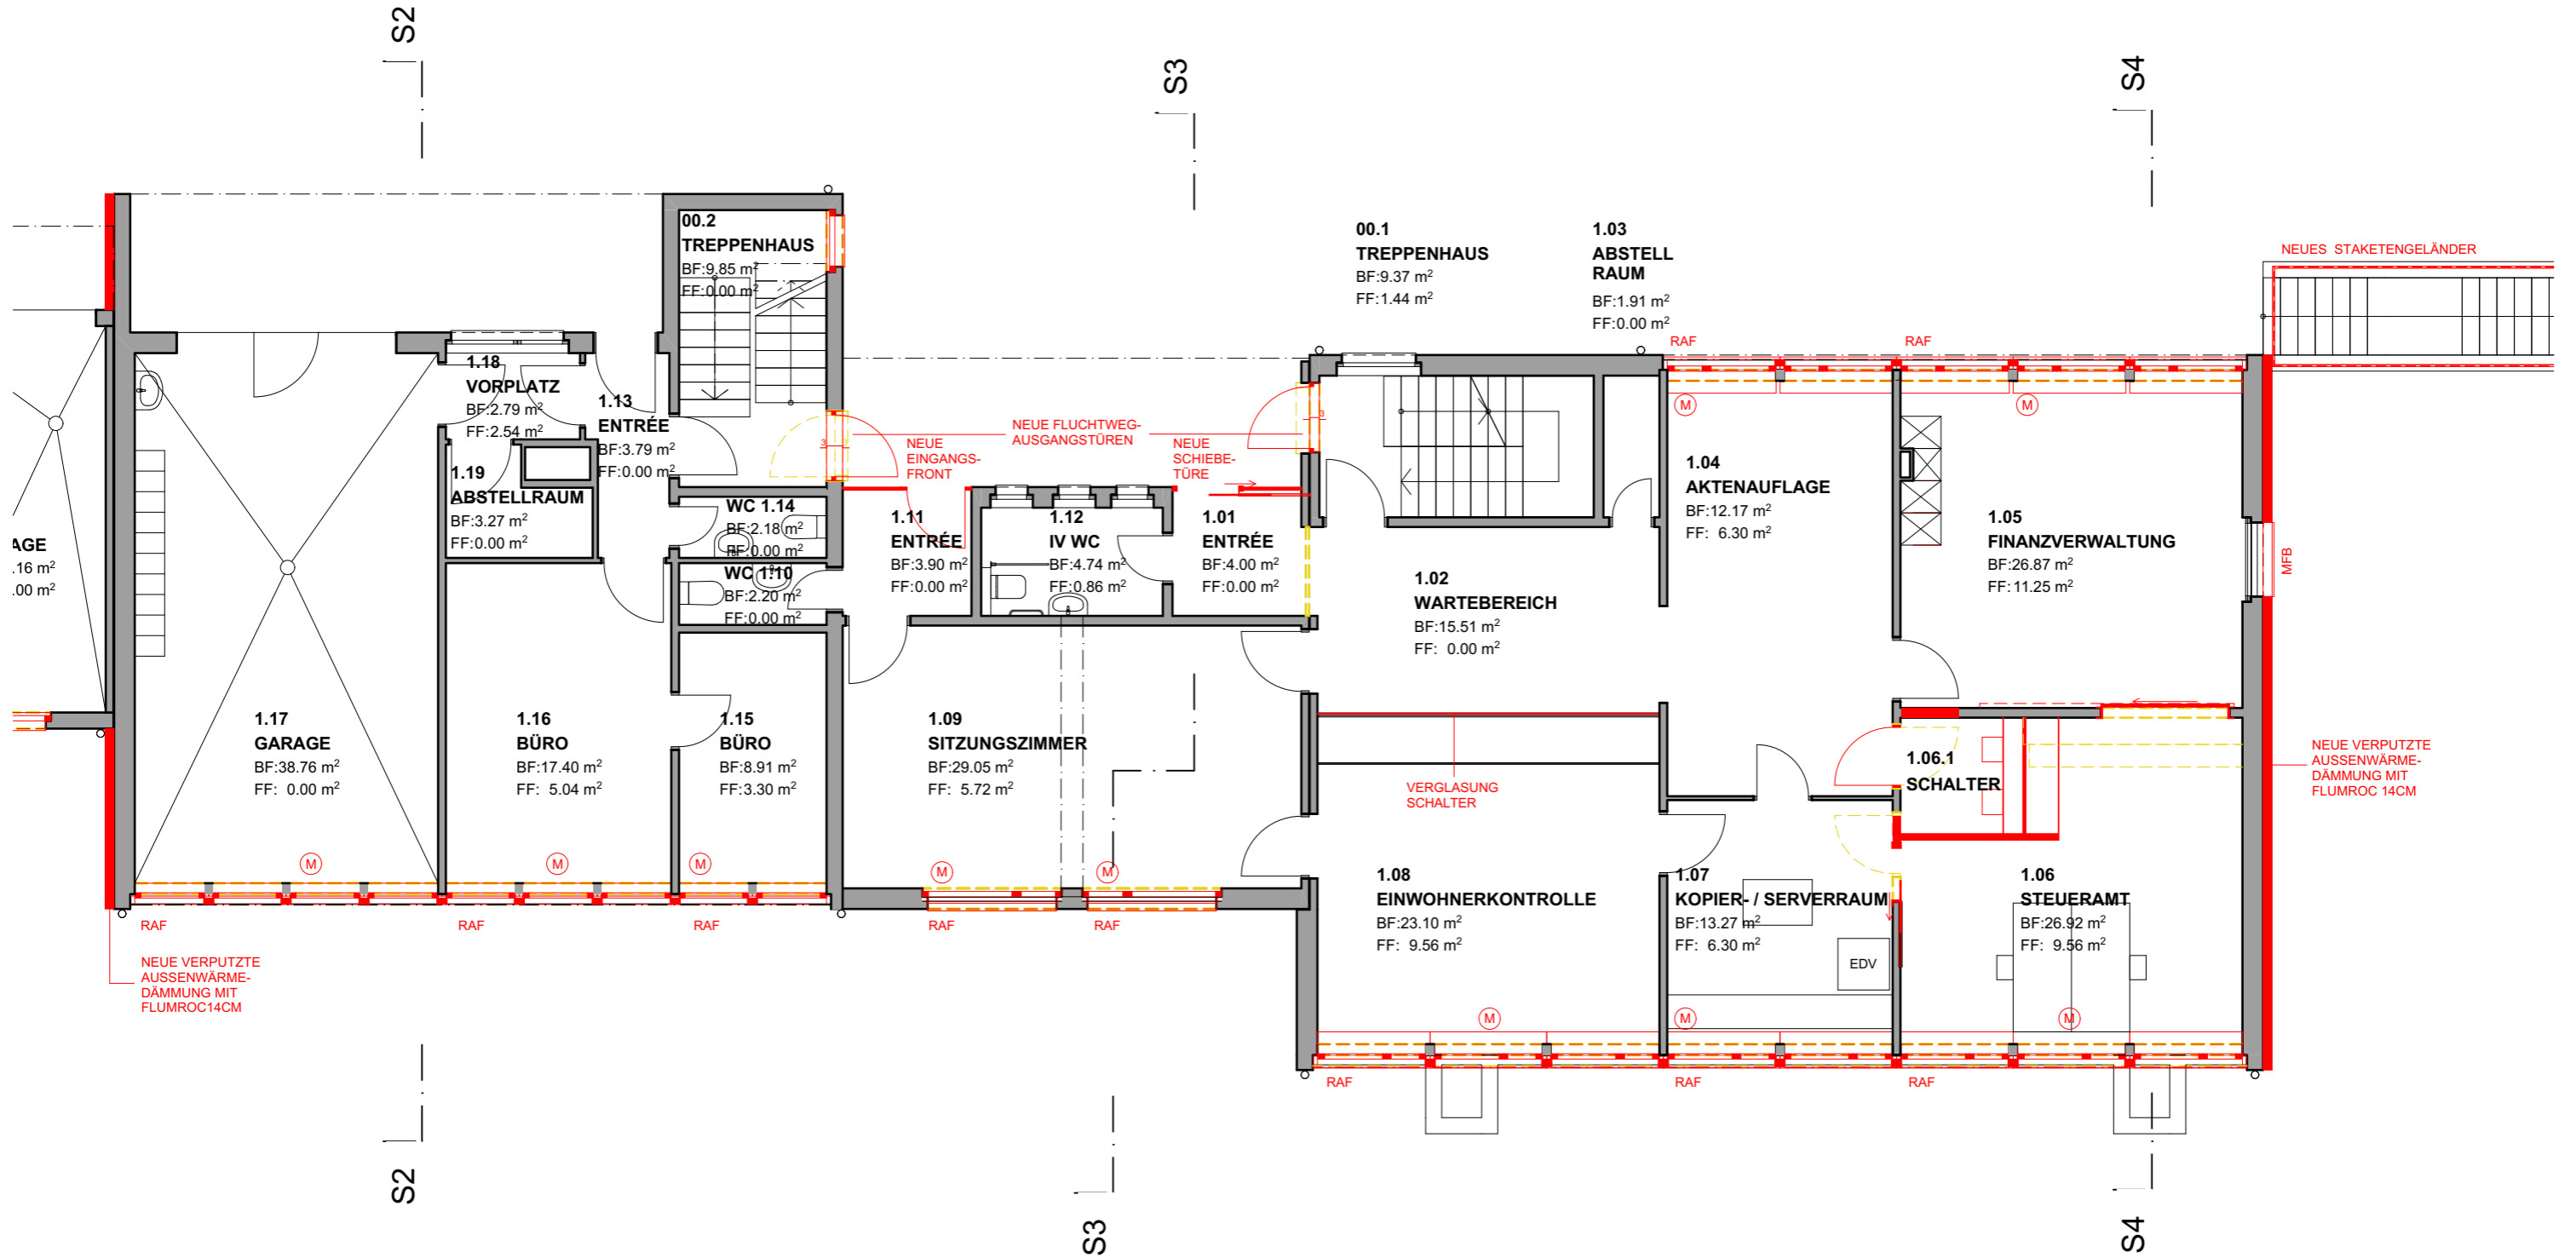 S2
S3
S4
00.2
TREPPENHAUS
BF:9.85 m²
FF:0.00 m²
00.1
TREPPENHAUS
BF:9.37 m²
FF:1.44 m²
1.03
ABSTELL
RAUM
BF:1.91 m²
FF:0.00 m²
NEUES STAKETENGELÄNDER
RAF
RAF
1.18
VORPLATZ
BF:2.79 m²
FF:2.54 m²
1.13
ENTRÉE
BF:3.79 m²
FF:0.00 m²
NEUE
EINGANGS-
FRONT
NEUE FLUCHTWEG-
AUSGANGSTÜREN
NEUE
SCHIEBE-
TÜRE
3
3
M
M
1.04
AKTENAUFLAGE
BF:12.17 m²
FF: 6.30 m²
1.05
FINANZVERWALTUNG
BF:26.87 m²
FF:11.25 m²
MFB
1.19
ABSTELLRAUM
BF:3.27 m²
FF:0.00 m²
WC 1.14
BF:2.18 m²
FF:0.00 m²
WC 1.10
BF:2.20 m²
FF:0.00 m²
1.11
ENTRÉE
BF:3.90 m²
FF:0.00 m²
1.12
IV WC
BF:4.74 m²
FF:0.86 m²
1.01
ENTRÉE
BF:4.00 m²
FF:0.00 m²
1.02
WARTEBEREICH
BF:15.51 m²
FF: 0.00 m²
AGE
.16 m²
.00 m²
1.17
GARAGE
BF:38.76 m²
FF: 0.00 m²
1.16
BÜRO
BF:17.40 m²
FF: 5.04 m²
1.15
BÜRO
BF:8.91 m²
FF:3.30 m²
1.09
SITZUNGSZIMMER
BF:29.05 m²
FF: 5.72 m²
VERGLASUNG
SCHALTER
1.06.1
SCHALTER
NEUE VERPUTZTE
AUSSENWÄRME-
DÄMMUNG MIT
FLUMROC 14CM
M
M
M
M
M
1.08
EINWOHNERKONTROLLE
BF:23.10 m²
FF: 9.56 m²
1.07
KOPIER- / SERVERRAUM
BF:13.27 m²
FF: 6.30 m²
EDV
1.06
STEUERAMT
BF:26.92 m²
FF: 9.56 m²
RAF
RAF
RAF
RAF
RAF
NEUE VERPUTZTE
AUSSENWÄRME-
DÄMMUNG MIT
FLUMROC14CM
M
M
M
RAF
RAF
RAF
S2
S3
S4